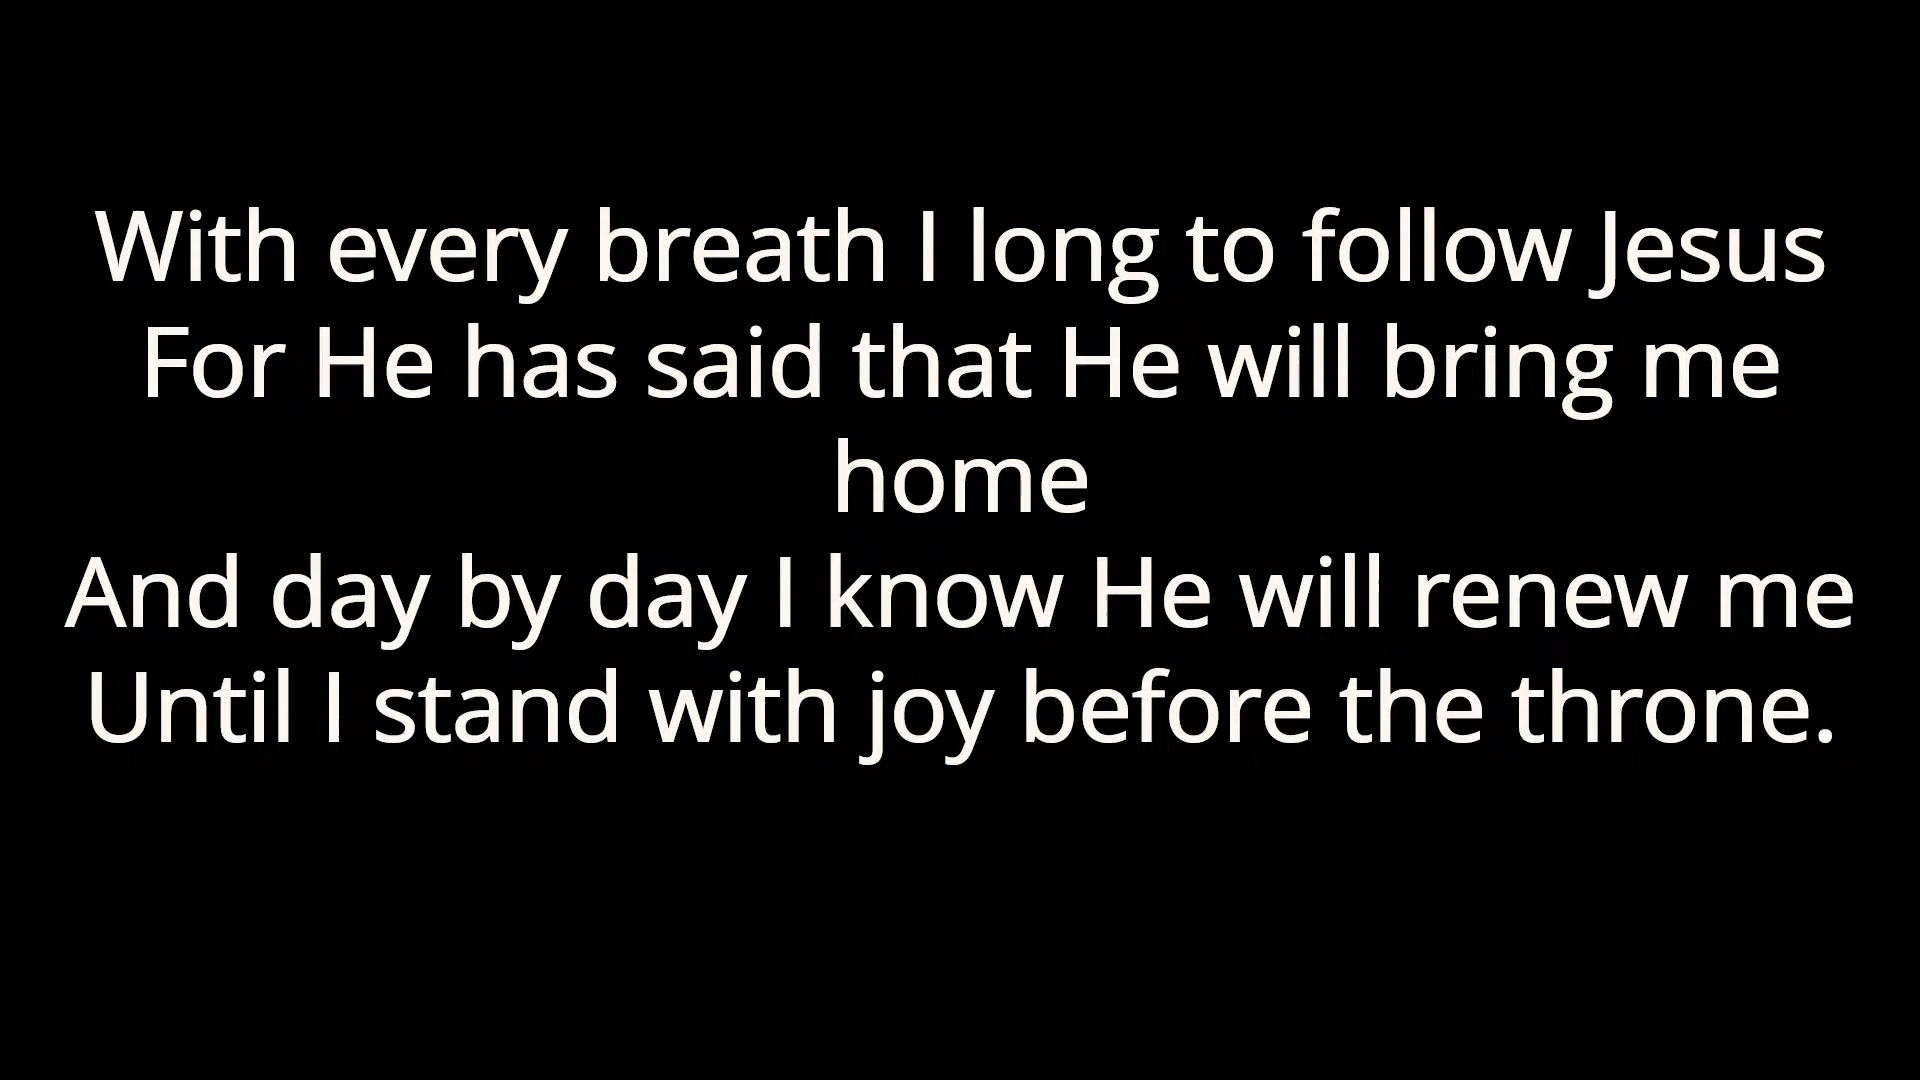 With every breath I long to follow Jesus
For He has said that He will bring me
home
And day by day I know He will renew me
Until I stand with joy before the throne.